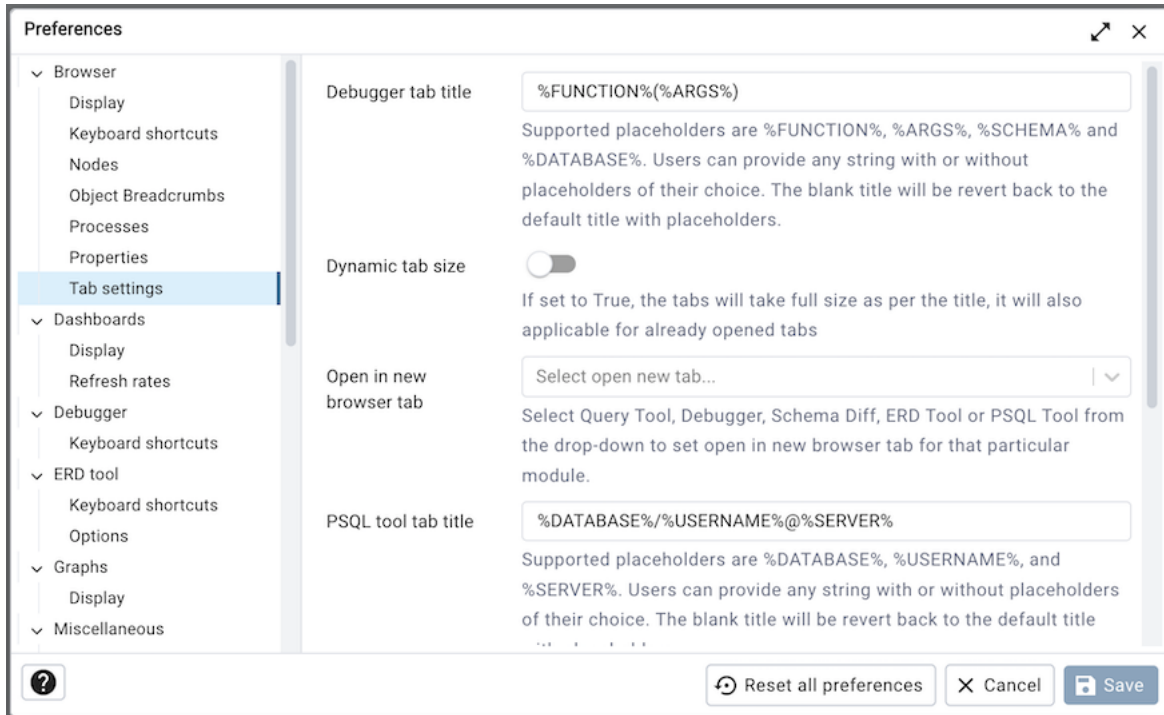 Preferences
Browser
Display
Keyboard shortcuts
Nodes
Object Breadcrumbs
Processes
Properties
Tab settings
Dashboards
Display
Refresh rates
Debugger
Keyboard shortcuts
ERD tool
Keyboard shortcuts
Options
Graphs
Display
Miscellaneous
Debugger tab title
%FUNCTION%(%ARGS%)
Supported placeholders are %FUNCTION%, %ARGS%, %SCHEMA% and
%DATABASE%. Users can provide any string with or without
placeholders of their choice. The blank title will be revert back to the
default title with placeholders.
Dynamic tab size
If set to True, the tabs will take full size as per the title, it will also
applicable for already opened tabs
Open in new
browser tab
Select open new tab...
Select Query Tool, Debugger, Schema Diff, ERD Tool or PSQL Tool from
the drop-down to set open in new browser tab for that particular
module.
PSQL tool tab title
%DATABASE%/%USERNAME%@%SERVER%
Supported placeholders are %DATABASE%, %USERNAME%, and
%SERVER%. Users can provide any string with or without placeholders
of their choice. The blank title will be revert back to the default title
?
Reset all preferences
Cancel
Save